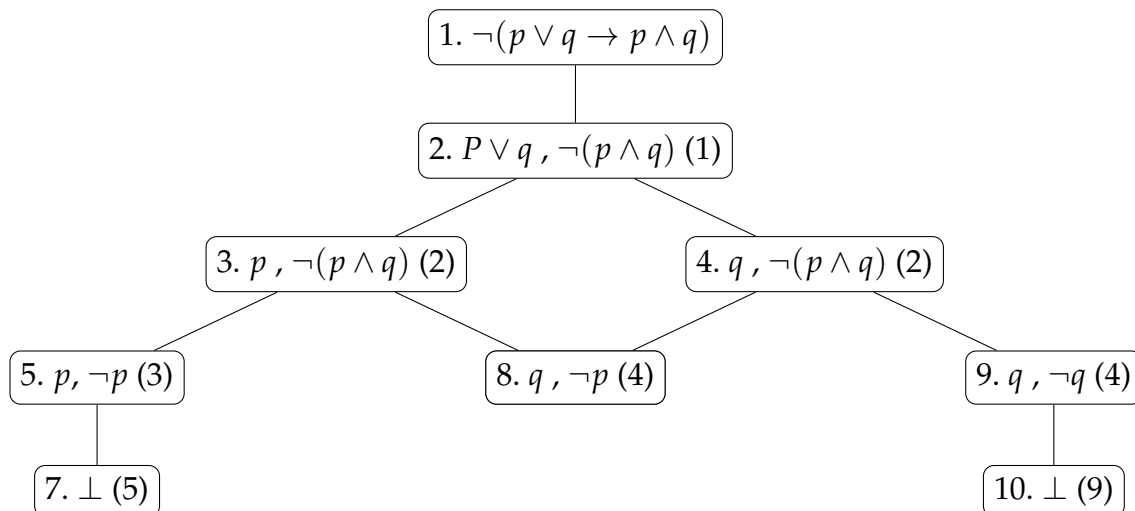 1. ¬(p ∨ q → p ∧ q)
2. P ∨ q , ¬(p ∧ q) (1)
3. p , ¬(p ∧ q) (2)
4. q , ¬(p ∧ q) (2)
5. p, ¬p (3)
8. q , ¬p (4)
9. q , ¬q (4)
7. ⊥ (5)
10. ⊥ (9)